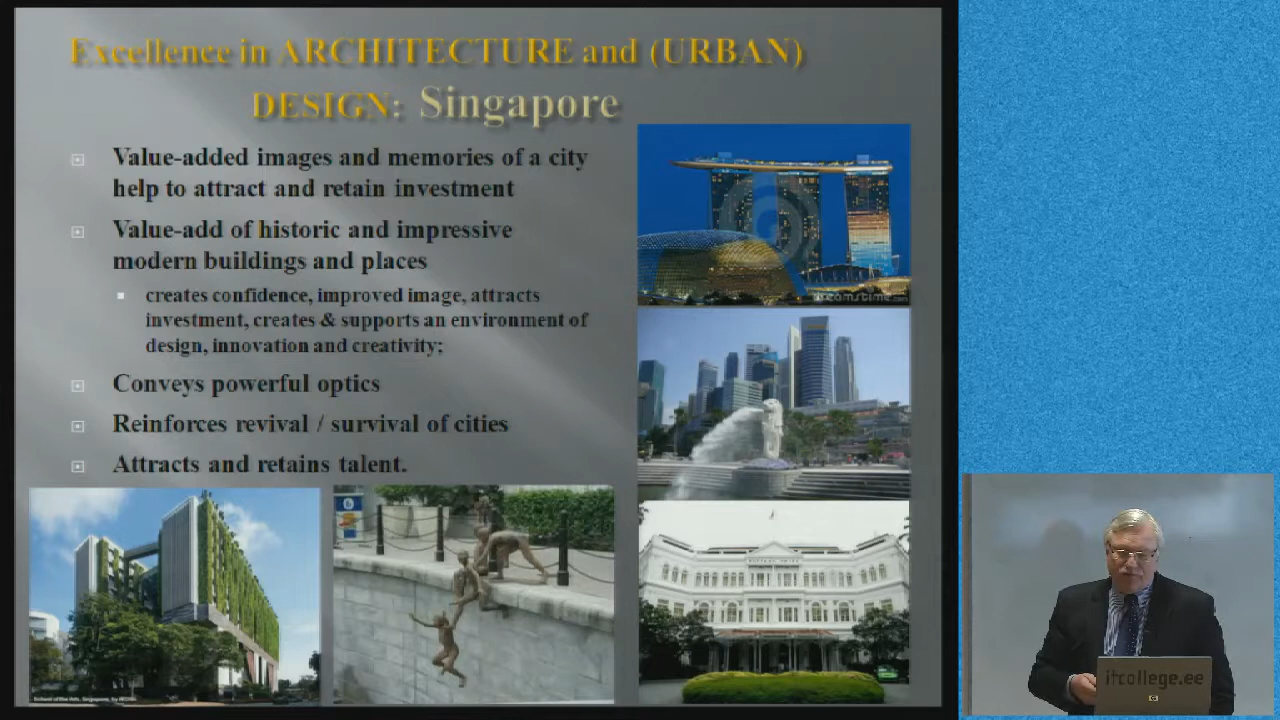 Excellence in ARCHITECTURE and (URBAN)
DESIGN: Singapore
Value-added images and memories of a city
help to attract and retain investment
Value-add of historic and impressive
modern buildings and places
creates confidence, improved image, attracts
investment, creates & supports an environment of
design, innovation and creativity;
Conveys powerful optics
Reinforces revival / survival of cities
Attracts and retains talent.
dreamstime
itcollege.ee